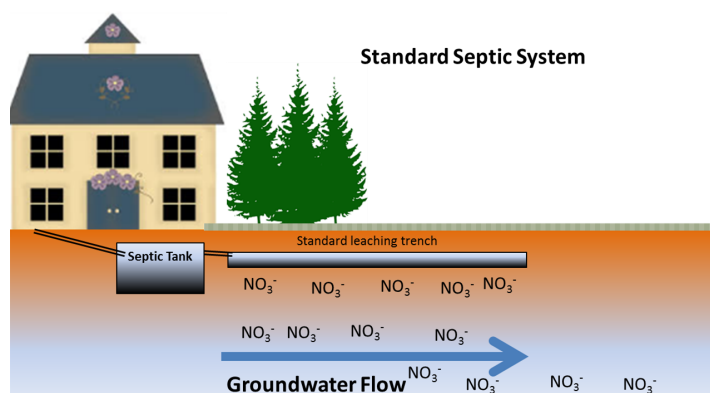 Standard Septic System
Standard leaching trench
Septic Tank
NO₃⁻ NO₃⁻ NO₃⁻ NO₃⁻ NO₃⁻
NO₃⁻ NO₃⁻ NO₃⁻ NO₃⁻
Groundwater Flow NO₃⁻ NO₃⁻ NO₃⁻ NO₃⁻